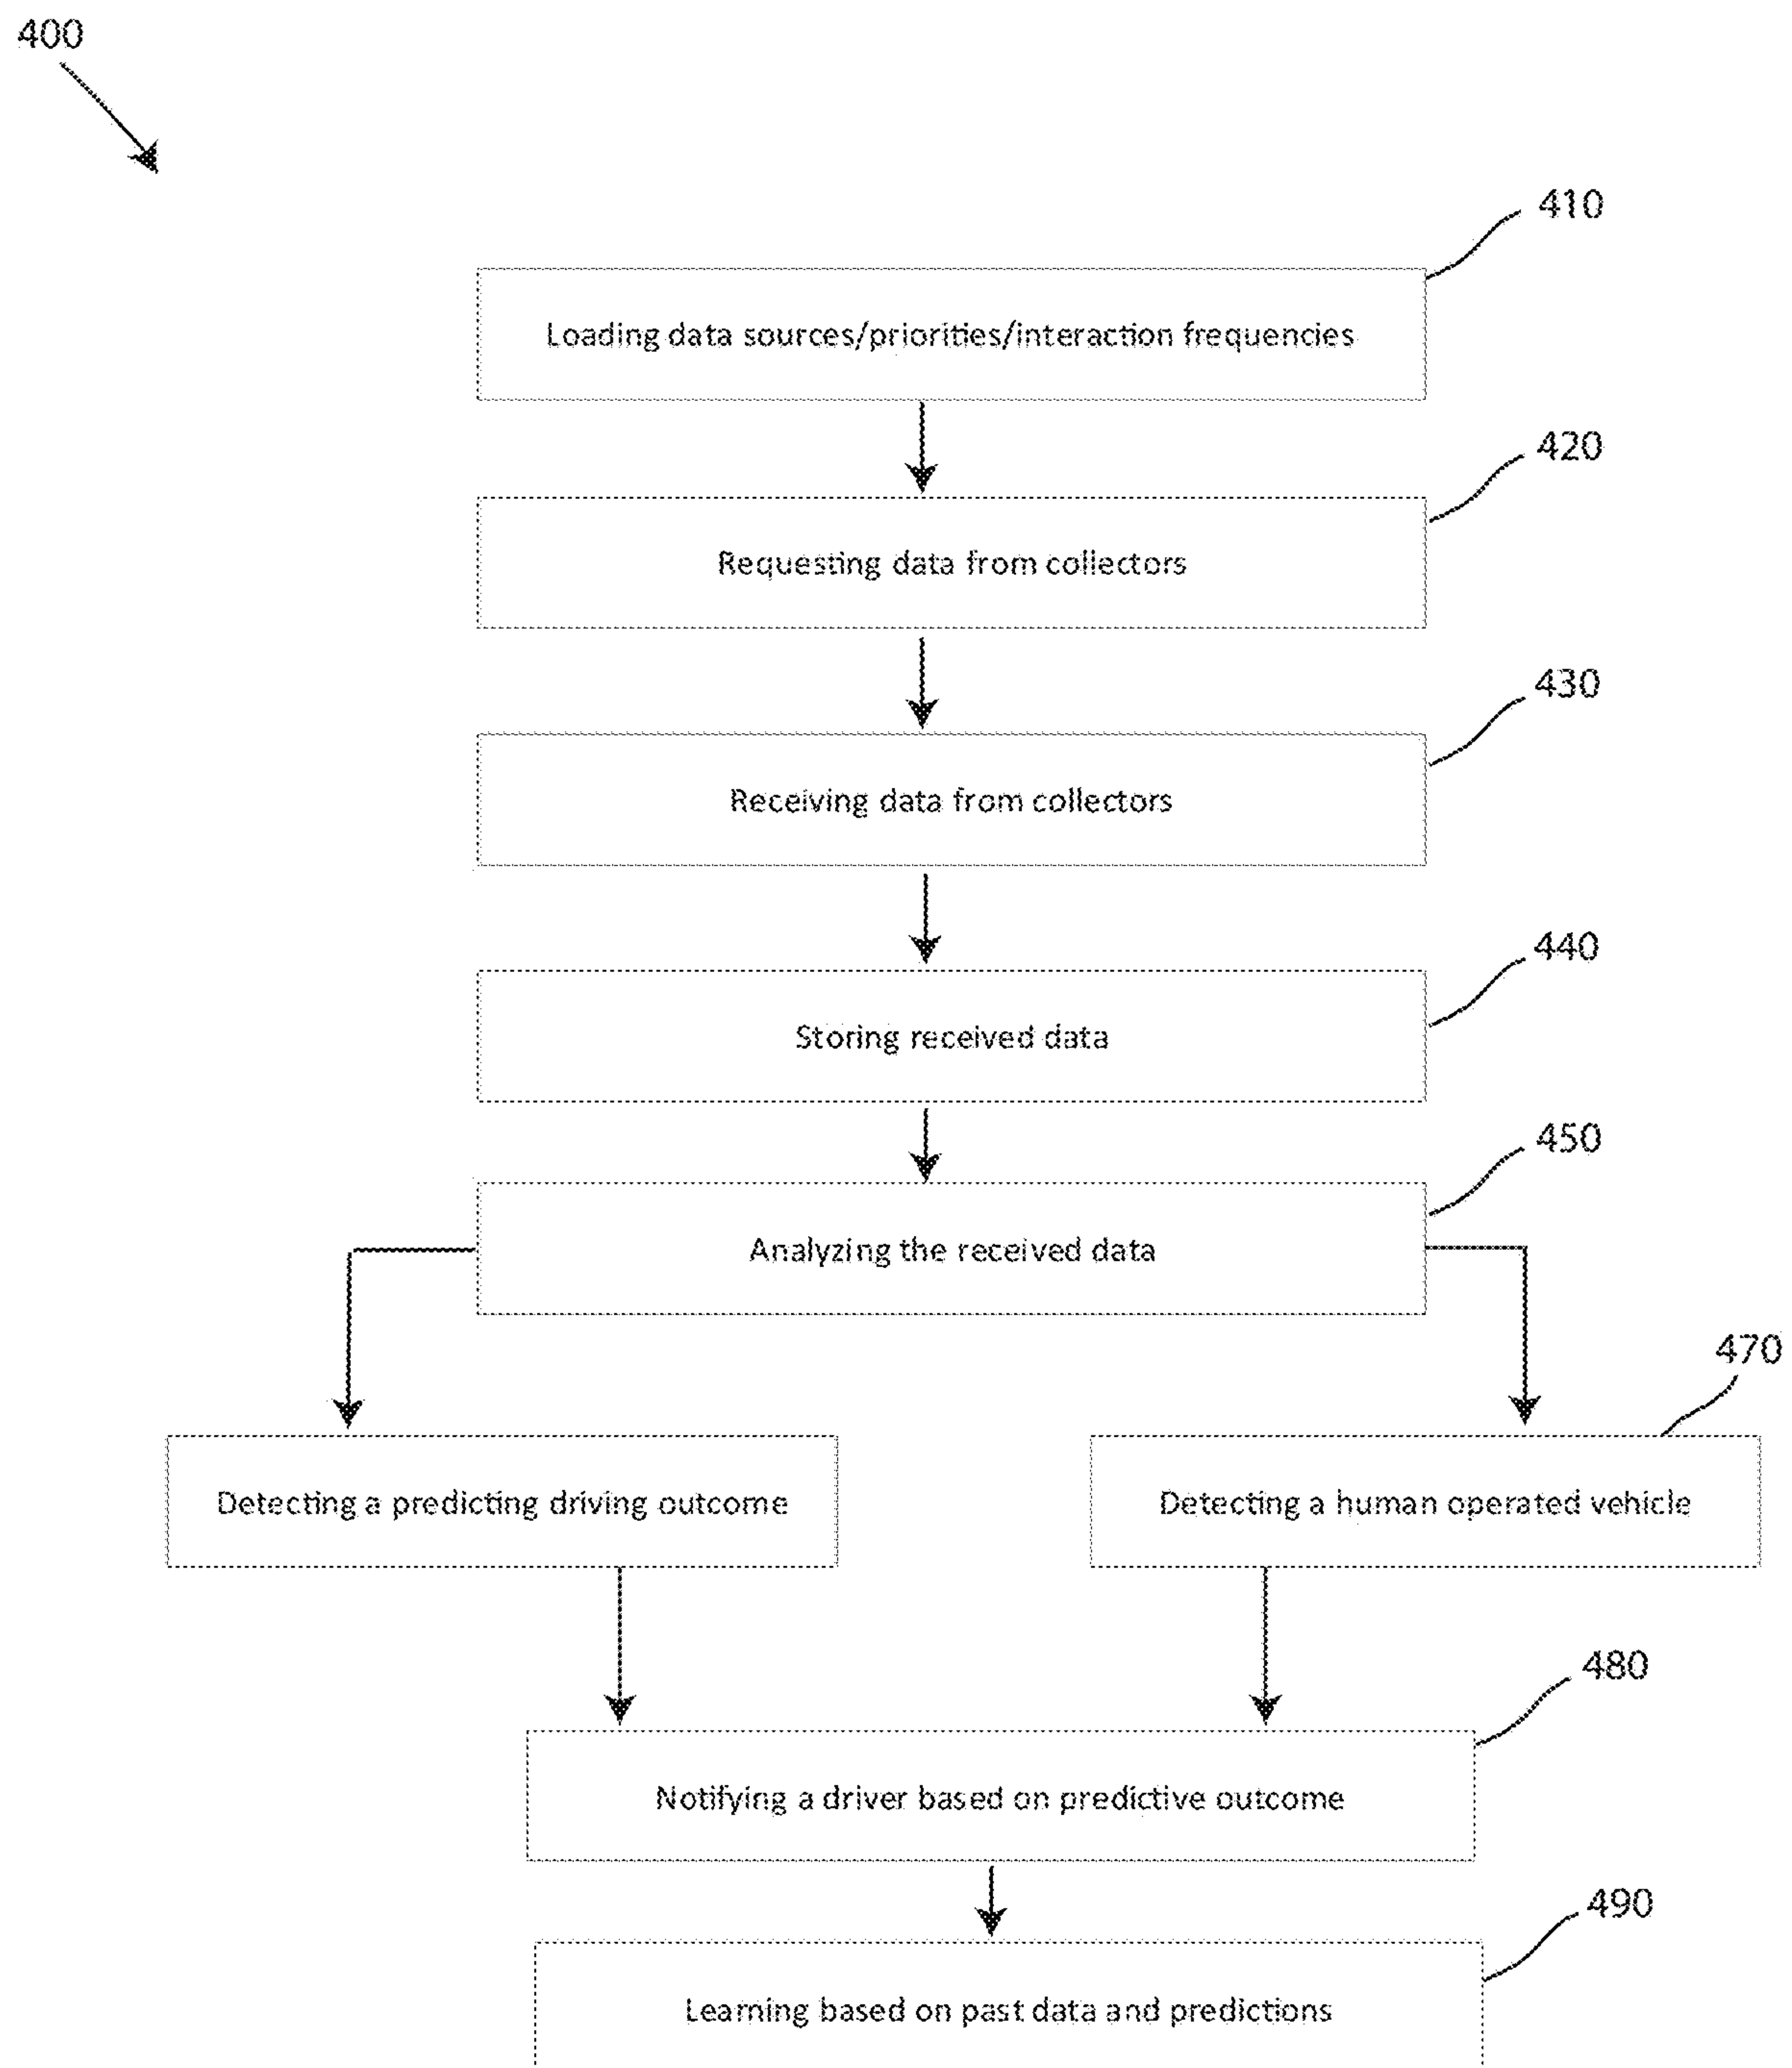 400
410
Loading data sources/priorities/interaction frequencies
420
Requesting data from collectors
430
Receiving data from collectors
440
Storing received data
450
Analyzing the received data
470
Detecting a predicting driving outcome
Detecting a human operated vehicle
480
Notifying a driver based on predictive outcome
490
Learning based on past data and predictions